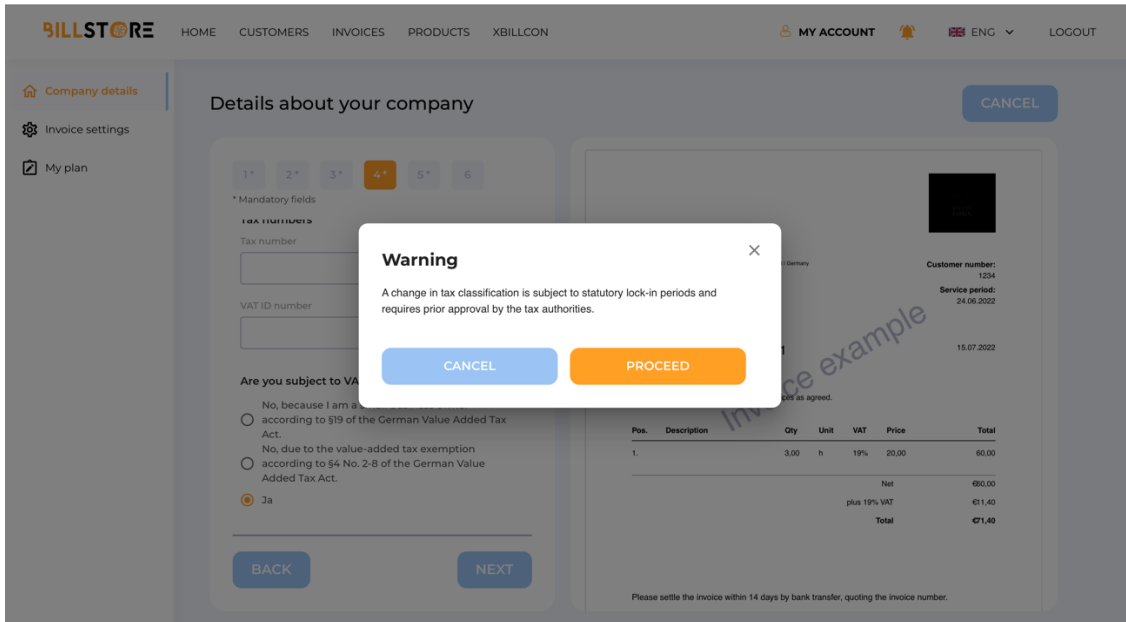 BILLSTORE
HOME CUSTOMERS INVOICES PRODUCTS XBILLCON
MY ACCOUNT
ENG
LOGOUT
Company details
Invoice settings
My plan
Details about your company
CANCEL
1* 2* 3* 4* 5* 6
* Mandatory fields
Tax numbers
Tax number
VAT ID number
Are you subject to VA
No, because I am a
according to §19 of the German Value Added Tax
Act.
No, due to the value-added tax exemption
according to §4 No. 2-8 of the German Value
Added Tax Act.
Ja
BACK
NEXT
Warning
A change in tax classification is subject to statutory lock-in periods and
requires prior approval by the tax authorities.
CANCEL
PROCEED
Germany
Customer number:
1234
Service period:
24.06.2022
1
15.07.2022
Invoice example
as agreed.
Pos. Description Qty Unit VAT Price Total
1. 3,00 h 19% 20,00 60,00
Net €60,00
plus 19% VAT €11,40
Total €71,40
Please settle the invoice within 14 days by bank transfer, quoting the invoice number.